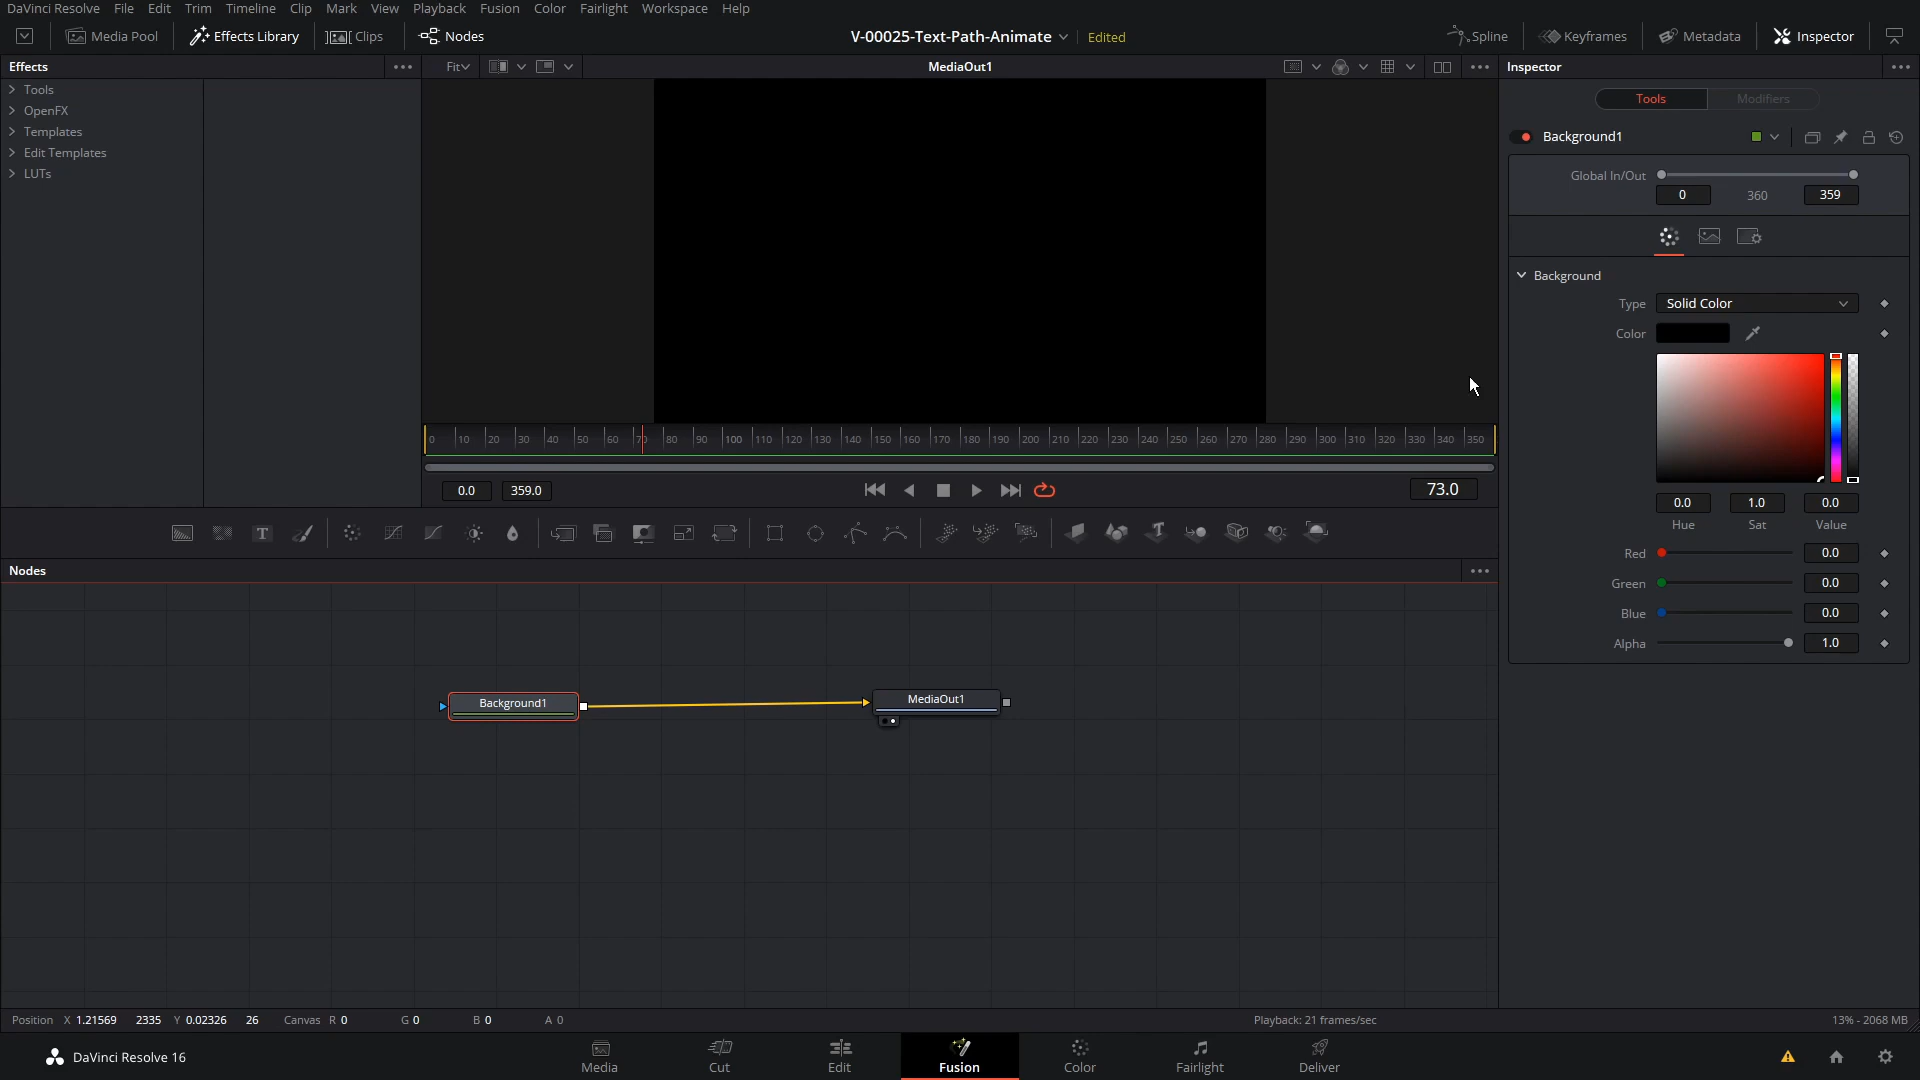 DaVinci Resolve File Edit Trim Timeline Clip Mark View Playback Fusion Color Fairlight Workspace Help
Media Pool Effects Library Clips Nodes V-00025-Text-Path-Animate Edited Spline Keyframes Metadata Inspector
Effects Fit MediaOut1 Inspector
Tools
OpenFX
Templates
Edit Templates
LUTs
Tools Modifiers
Background1
Global In/Out
0 360 359
Background
Type Solid Color
Color
0 10 20 30 40 50 60 70 80 90 100 110 120 130 140 150 160 170 180 190 200 210 220 230 240 250 260 270 280 290 300 310 320 330 340 350
0.0 359.0 73.0
0.0 1.0 0.0
Hue Sat Value
Red 0.0
Green 0.0
Blue 0.0
Alpha 1.0
Nodes
Background1 MediaOut1
Position X 1.21569 2335 Y 0.02326 26 Canvas R 0 G 0 B 0 A 0 Playback: 21 frames/sec 13% - 2068 MB
DaVinci Resolve 16 Media Cut Edit Fusion Color Fairlight Deliver